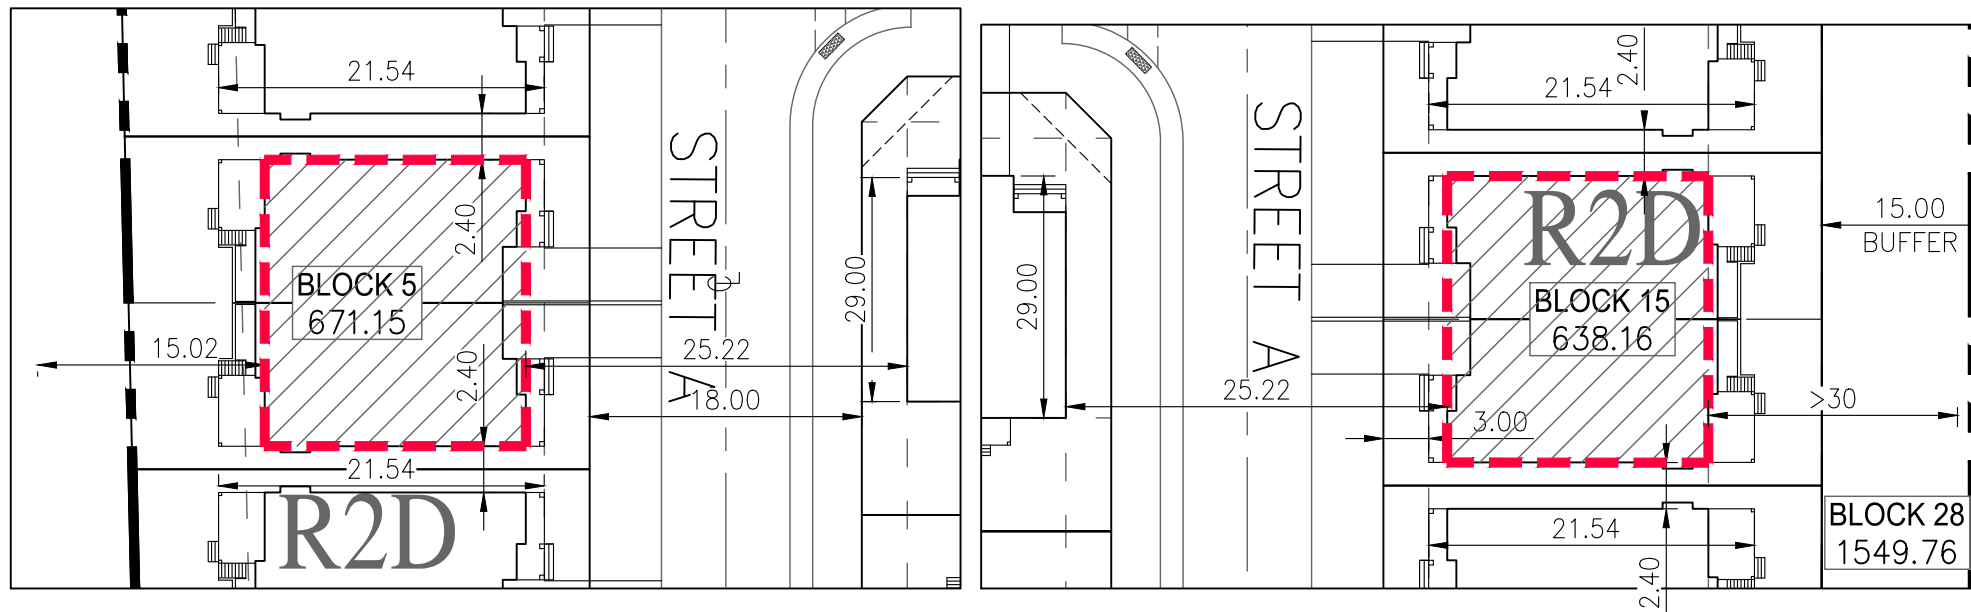 21.54
2.40
BLOCK 5
671.15
15.02
2.40
21.54
R2D
STREET A
CL
25.22
18.00
29.00
29.00
STREET A
25.22
2.40
21.54
R2D
BLOCK 15
638.16
3.00
>30
15.00
BUFFER
21.54
2.40
BLOCK 28
1549.76